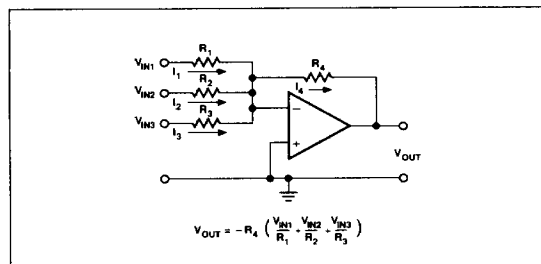 R1
VIN1
I1
R2
R4
VIN2
I2
I4
R3
VIN3
I3
−
+
VOUT
VOUT = −R4 ( VIN1/R1 + VIN2/R2 + VIN3/R3 )